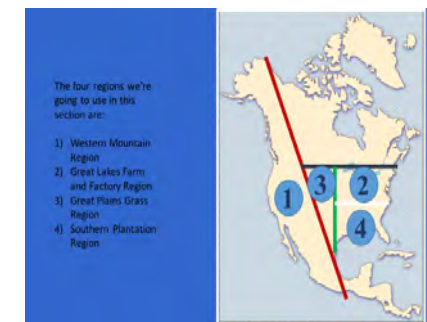 The four regions we're
going to use in this
section are:
1) Western Mountain
Region
2) Great Lakes Farm
and Factory Region
3) Great Plains Grass
Region
4) Southern Plantation
Region
1
3
2
4